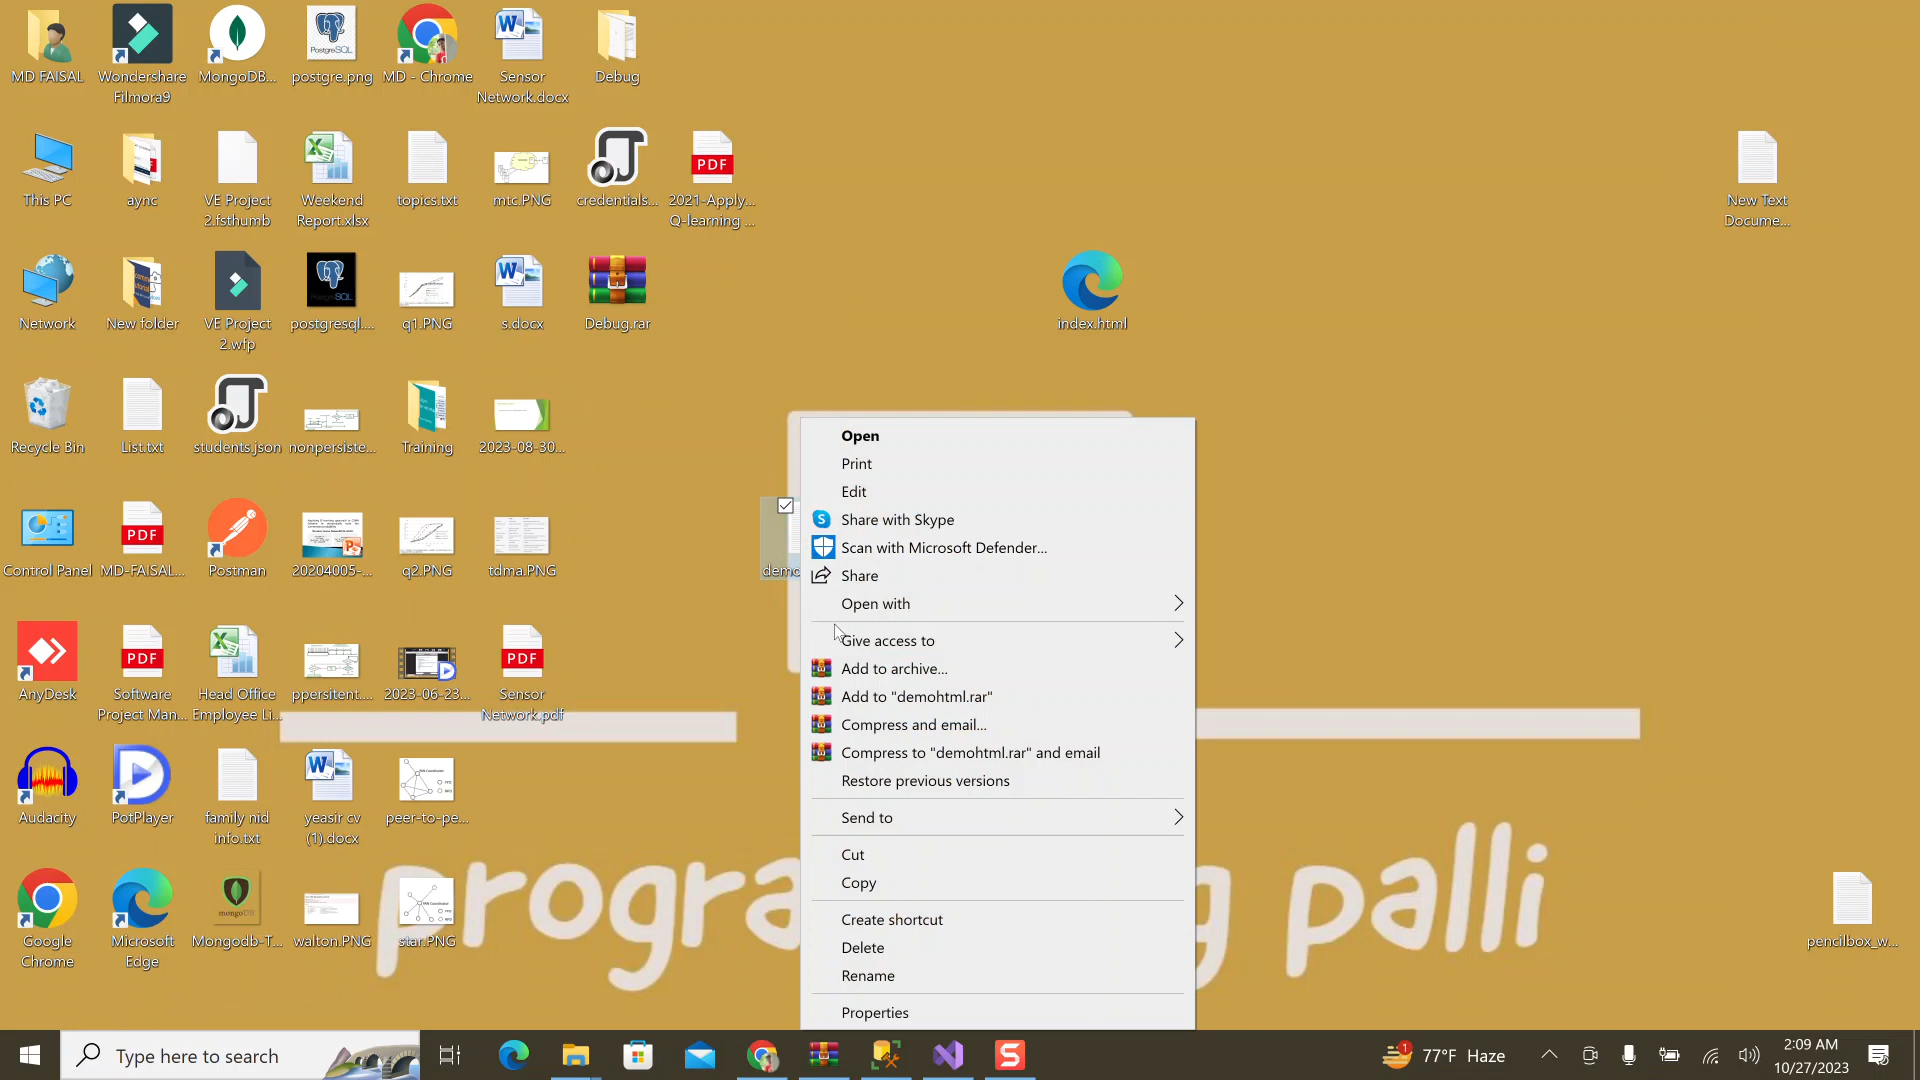 MD FAISAL
Wondershare
Filmora9
MongoDB...
postgre.png
MD - Chrome
Sensor
Network.docx
Debug
This PC
aync
VE Project
2.fsthumb
Weekend
Report.xlsx
topics.txt
mtc.PNG
credentials...
PDF
2021-Apply...
Q-learning ...
New Text
Docume...
Network
New folder
VE Project
2.wfp
postgresql....
q1.PNG
s.docx
Debug.rar
index.html
Recycle Bin
List.txt
students.json
nonpersiste...
Training
2023-08-30...
Control Panel
PDF
MD-FAISAL...
Postman
20204005-...
q2.PNG
tdma.PNG
demo
AnyDesk
PDF
Software
Project Man...
Head Office
Employee Li...
ppersitent....
2023-06-23...
PDF
Sensor
Network.pdf
Audacity
PotPlayer
family nid
info.txt
yeasir cv
(1).docx
peer-to-pe...
Google
Chrome
Microsoft
Edge
mongoDB
Mongodb-T...
walton.PNG
star.PNG
progra
g palli
pencilbox_w...
Open
Print
Edit
Share with Skype
Scan with Microsoft Defender...
Share
Open with
Give access to
Add to archive...
Add to "demohtml.rar"
Compress and email...
Compress to "demohtml.rar" and email
Restore previous versions
Send to
Cut
Copy
Create shortcut
Delete
Rename
Properties
Type here to search
1
77°F Haze
2:09 AM
10/27/2023